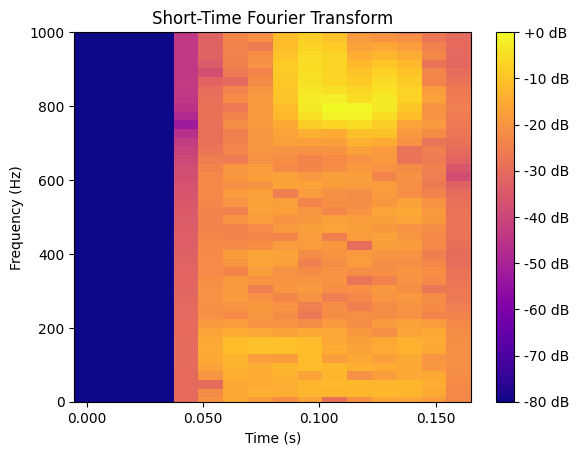 Short-Time Fourier Transform
1000
800
600
400
200
0
Frequency (Hz)
0.000
0.050
0.100
0.150
Time (s)
+0 dB
-10 dB
-20 dB
-30 dB
-40 dB
-50 dB
-60 dB
-70 dB
-80 dB